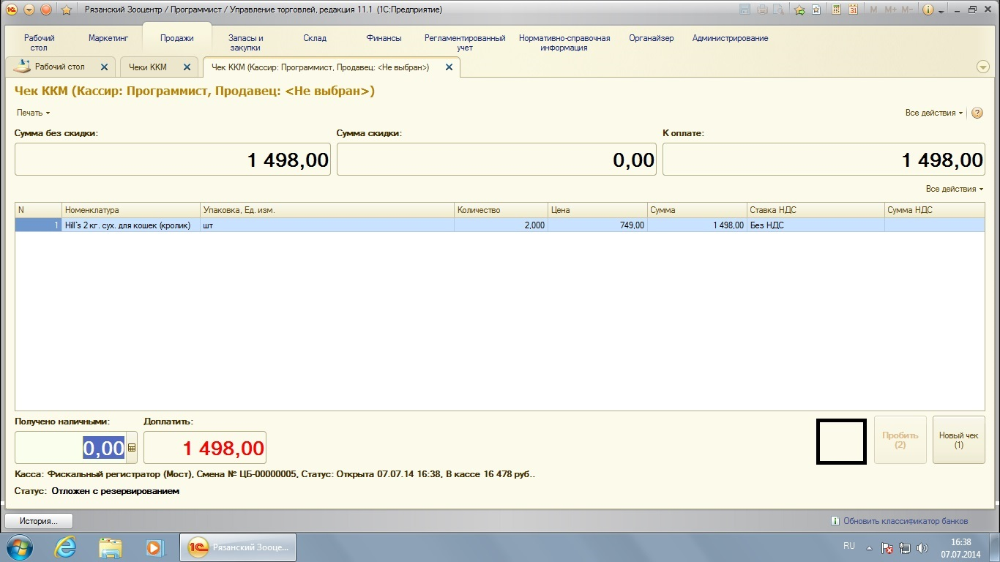 Рязанский Зооцентр / Программист / Управление торговлей, редакция 11.1 (1С:Предприятие)
M M+ M-
Рабочий стол
Маркетинг
Продажи
Запасы и закупки
Склад
Финансы
Регламентированный учет
Нормативно-справочная информация
Органайзер
Администрирование
Рабочий стол
Чеки ККМ
Чек ККМ (Кассир: Программист, Продавец: <Не выбран>)
Чек ККМ (Кассир: Программист, Продавец: <Не выбран>)
Печать
Все действия
Сумма без скидки: Сумма скидки: К оплате:
1 498,00 0,00 1 498,00
Все действия
N Номенклатура Упаковка, Ед. изм. Количество Цена Сумма Ставка НДС Сумма НДС
1 Hill`s 2 кг. сух. для кошек (кролик) шт 2,000 749,00 1 498,00 Без НДС
Получено наличными: Доплатить:
0,00 1 498,00
Пробить (2)
Новый чек (1)
Касса: Фискальный регистратор (Мост), Смена № ЦБ-00000005, Статус: Открыта 07.07.14 16:38, В кассе 16 478 руб..
Статус: Отложен с резервированием
История...
Обновить классификатор банков
1С Рязанский Зооце...
RU
16:38
07.07.2014